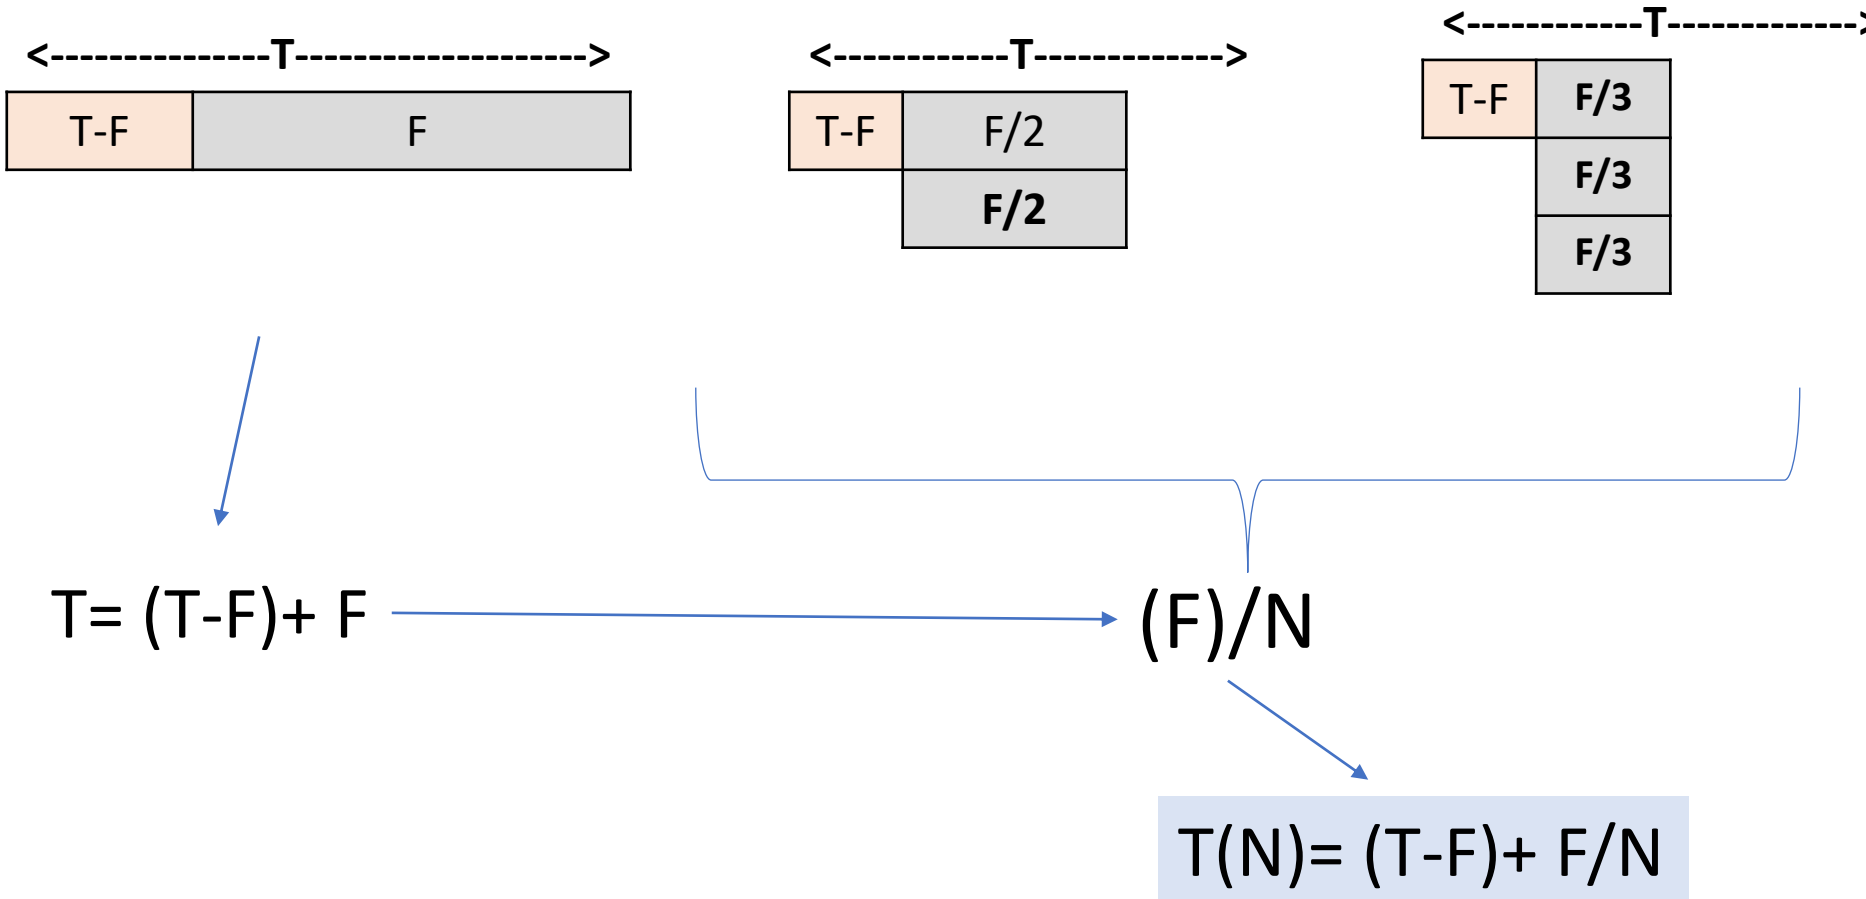 <---------------T-------------------->
T-F F
<------------T------------->
T-F F/2
F/2
<------------T------------->
T-F F/3
F/3
F/3
T= (T-F)+ F
(F)/N
T(N)= (T-F)+ F/N